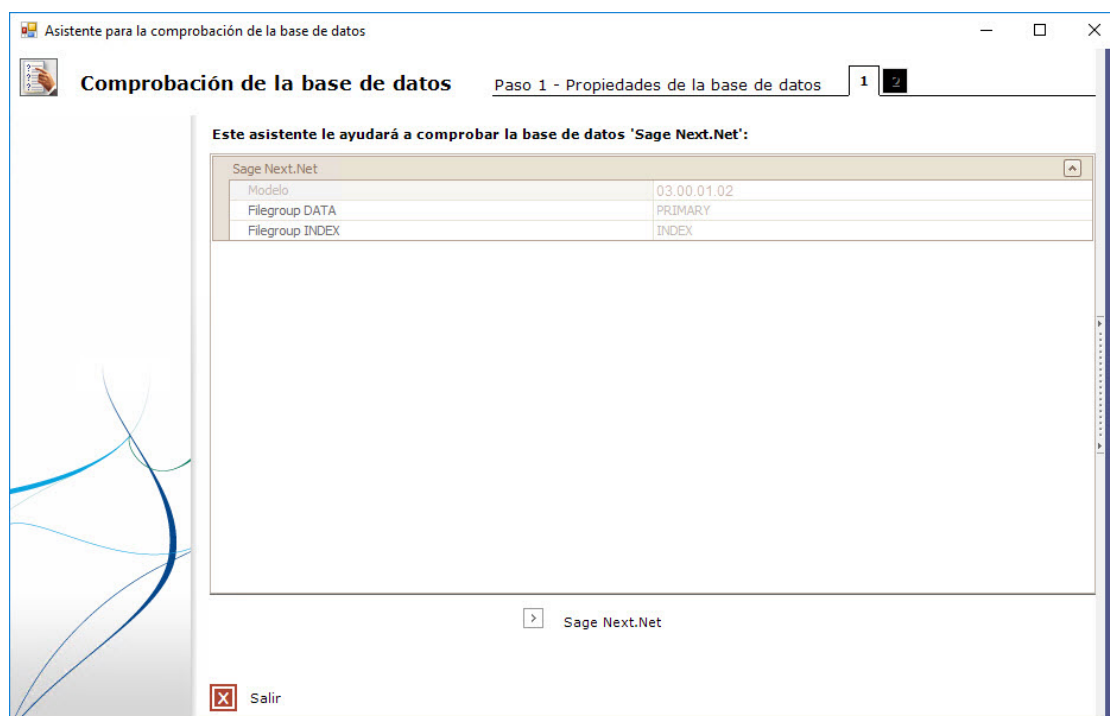 Asistente para la comprobación de la base de datos
Comprobación de la base de datos
Paso 1 - Propiedades de la base de datos
1 2
Este asistente le ayudará a comprobar la base de datos 'Sage Next.Net':
Sage Next.Net
Modelo 03.00.01.02
Filegroup DATA PRIMARY
Filegroup INDEX INDEX
Sage Next.Net
Salir